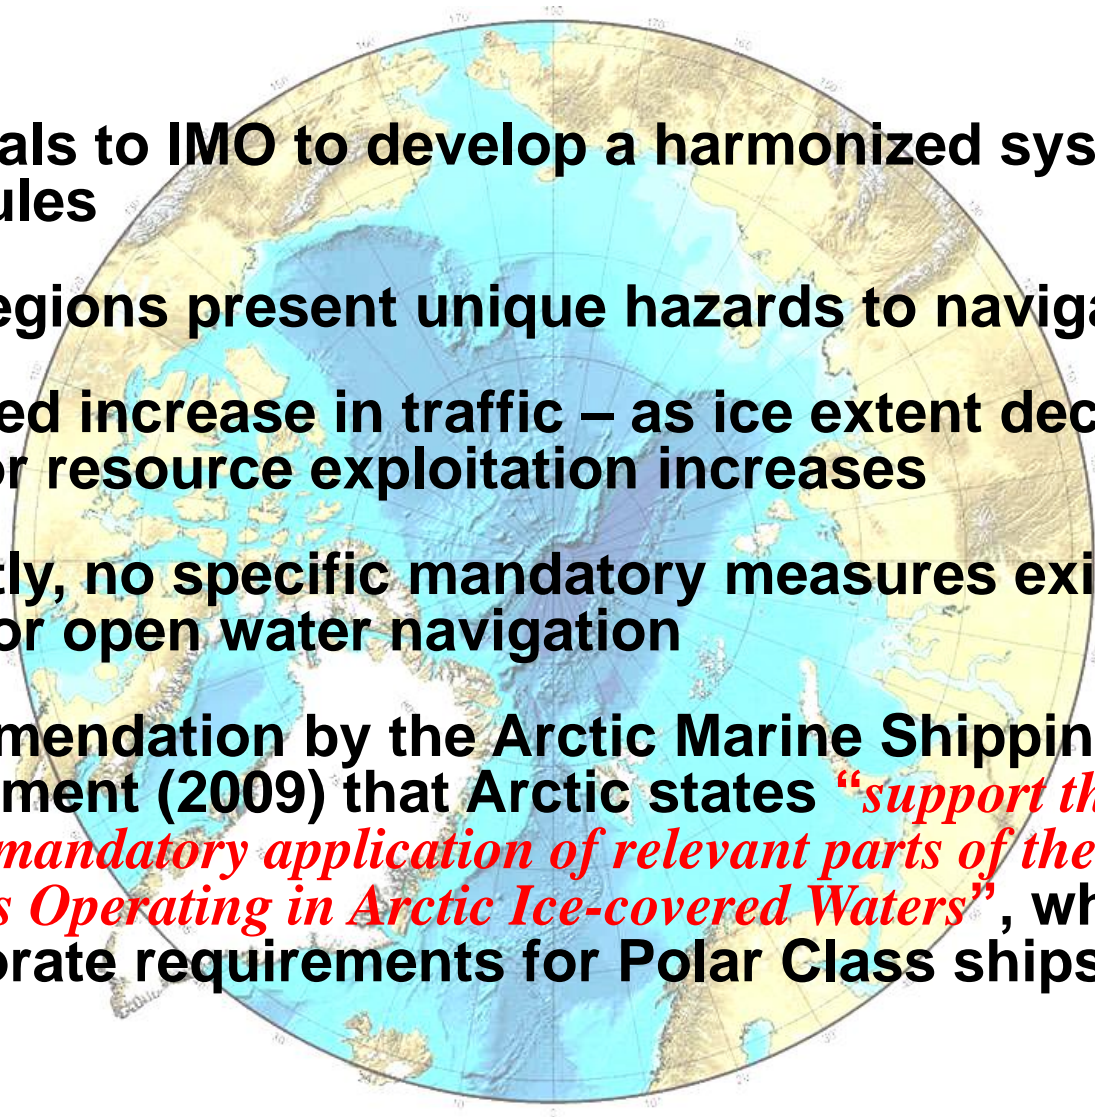 als to IMO to develop a harmonized sys
ules
egions present unique hazards to naviga
ed increase in traffic – as ice extent dec
or resource exploitation increases
tly, no specific mandatory measures exi
or open water navigation
mendation by the Arctic Marine Shippin
ment (2009) that Arctic states “support th
mandatory application of relevant parts of the
s Operating in Arctic Ice-covered Waters”, wh
orate requirements for Polar Class ships